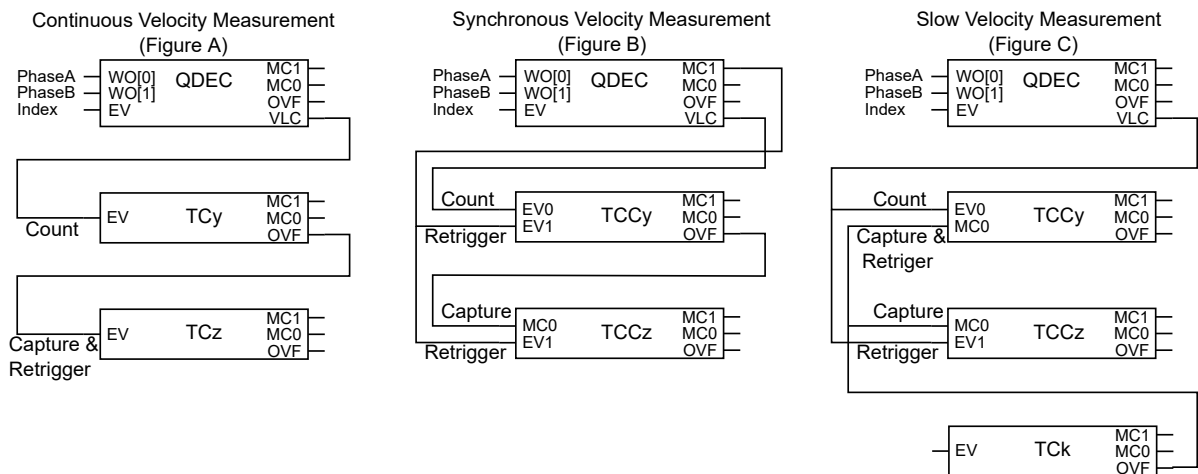 Continuous Velocity Measurement
(Figure A)
PhaseA
PhaseB
Index
WO[0]
WO[1]
EV
QDEC
MC1
MC0
OVF
VLC
Count
EV
TCy
MC1
MC0
OVF
Capture &
Retrigger
EV
TCz
MC1
MC0
OVF
Synchronous Velocity Measurement
(Figure B)
PhaseA
PhaseB
Index
WO[0]
WO[1]
EV
QDEC
MC1
MC0
OVF
VLC
Count
Retrigger
EV0
EV1
TCCy
MC1
MC0
OVF
Capture
Retrigger
MC0
EV1
TCCz
MC1
MC0
OVF
Slow Velocity Measurement
(Figure C)
PhaseA
PhaseB
Index
WO[0]
WO[1]
EV
QDEC
MC1
MC0
OVF
VLC
Count
Capture &
Retriger
EV0
MC0
TCCy
MC1
MC0
OVF
Capture
Retrigger
MC0
EV1
TCCz
MC1
MC0
OVF
EV
TCk
MC1
MC0
OVF